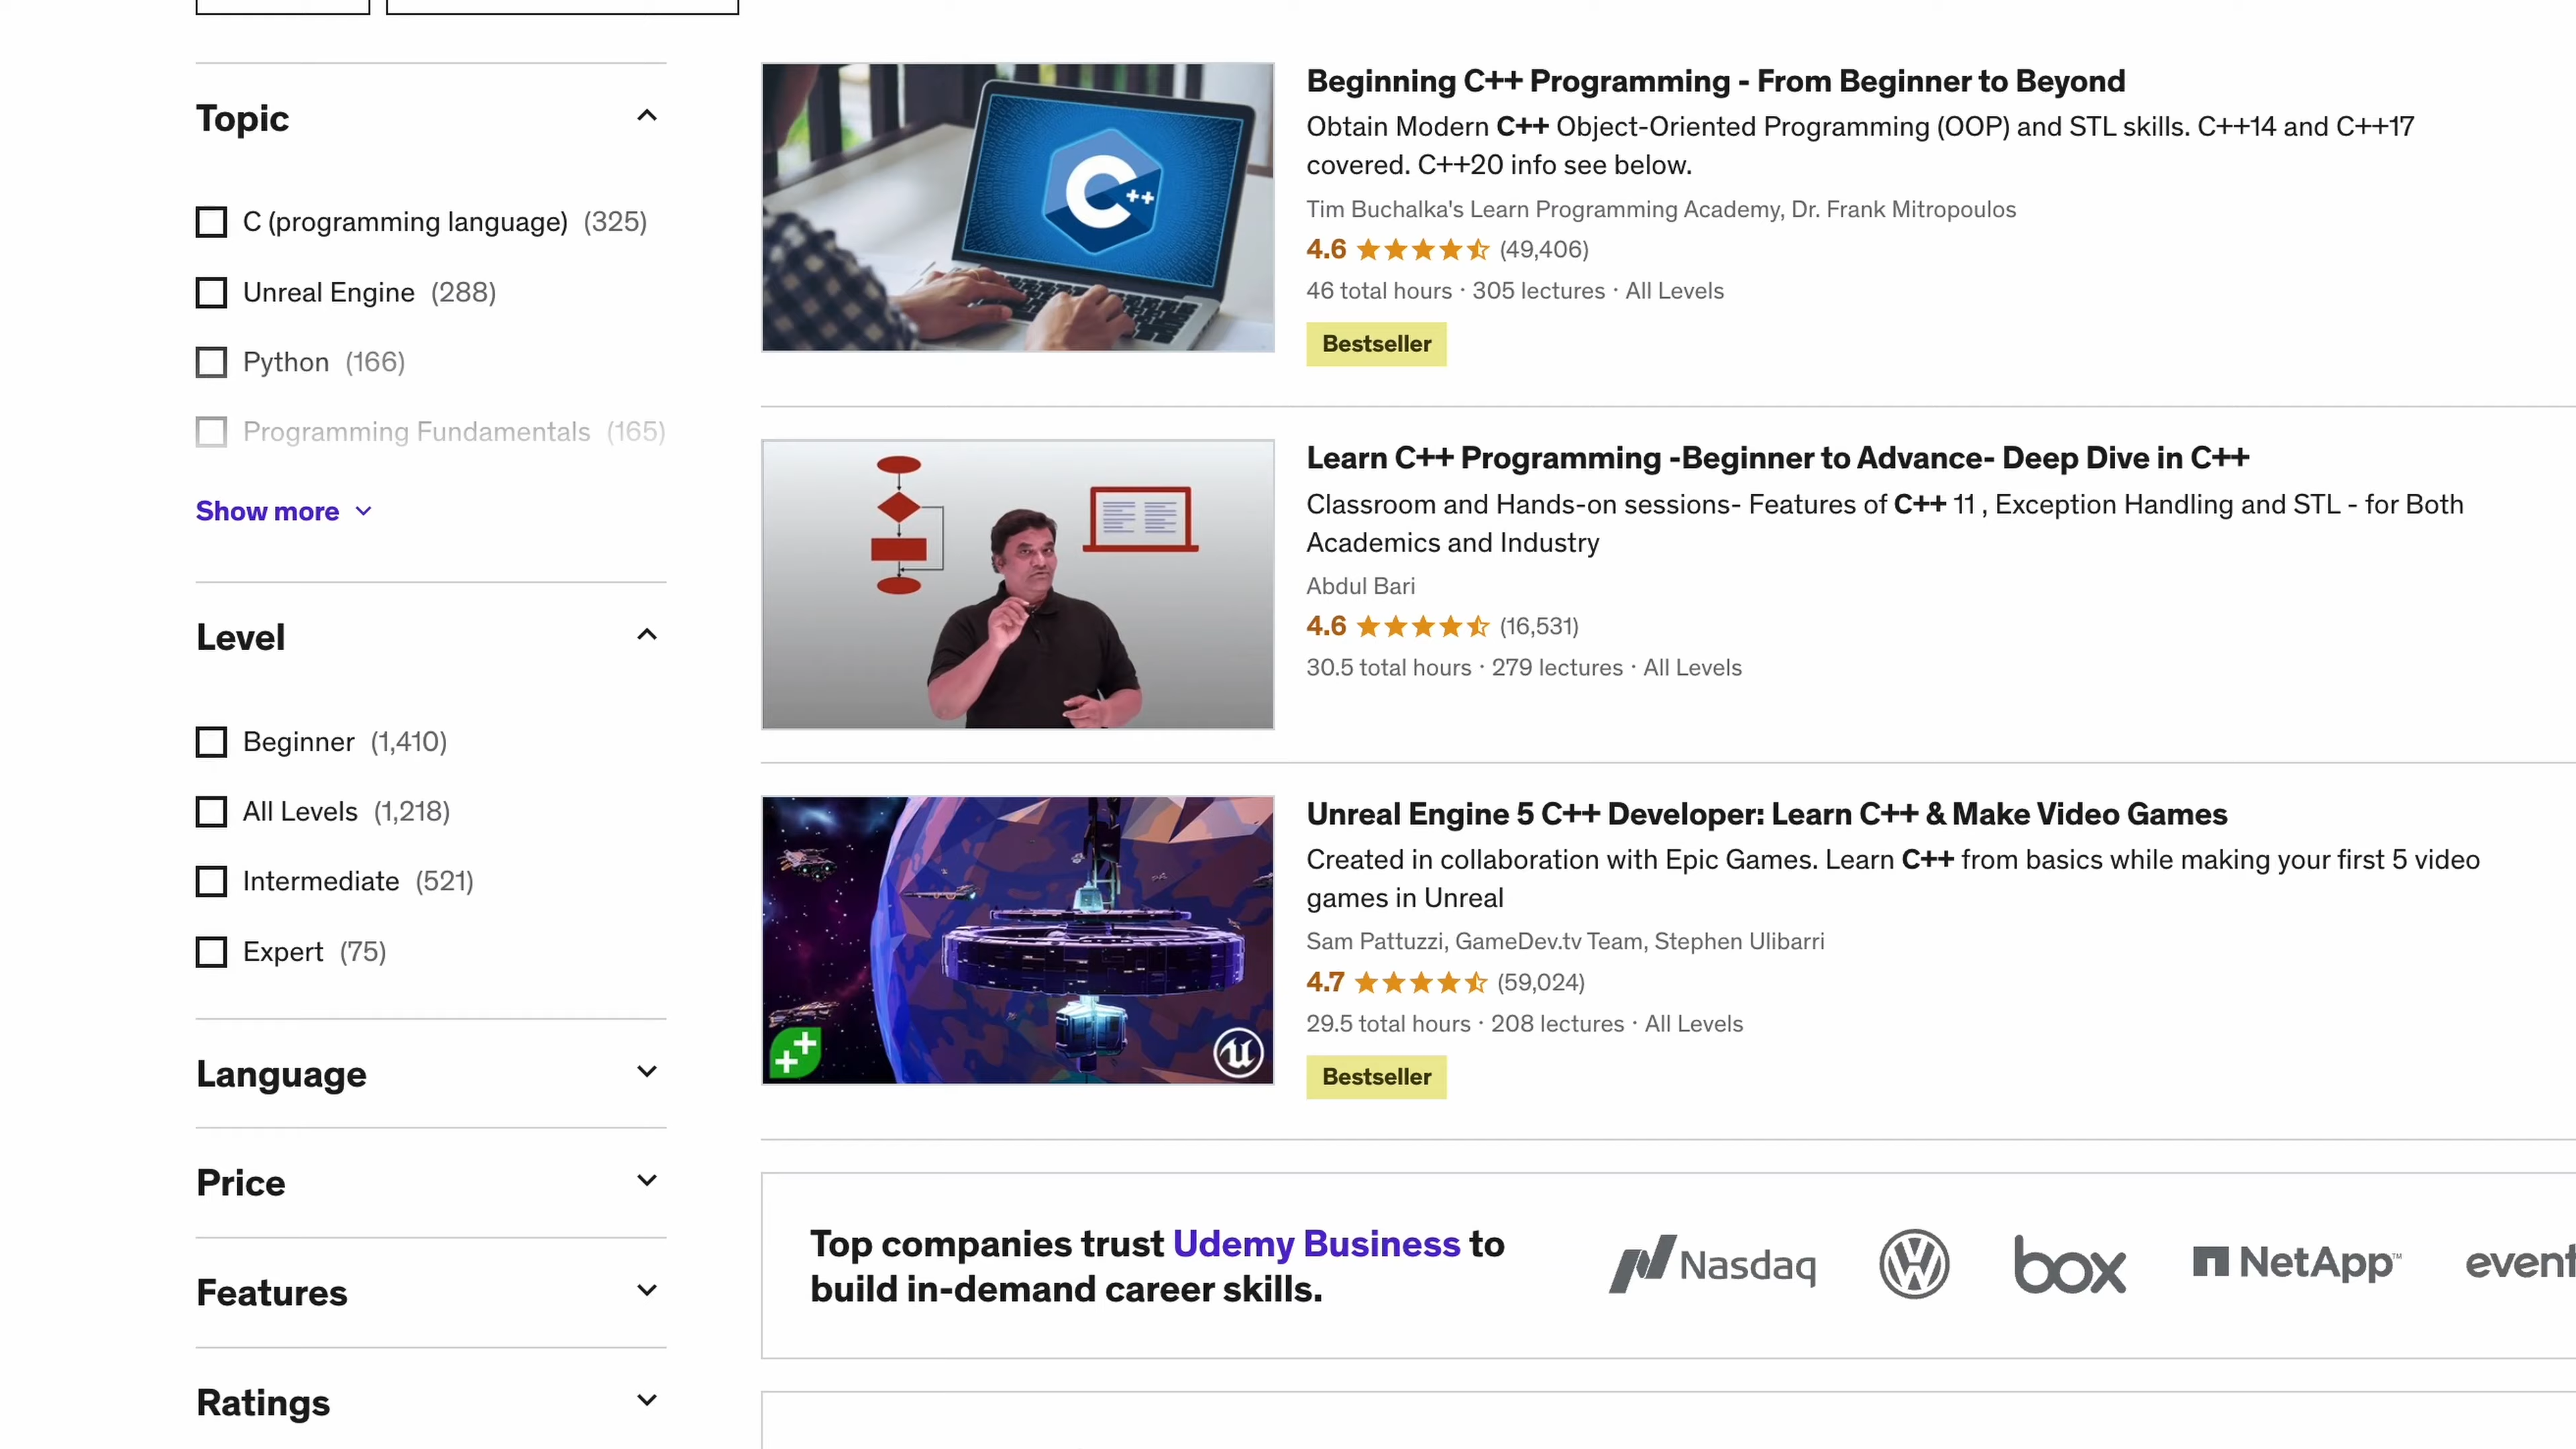 Topic
C (programming language) (325)
Unreal Engine (288)
Python (166)
Programming Fundamentals (165)
Show more
Level
Beginner (1,410)
All Levels (1,218)
Intermediate (521)
Expert (75)
Language
Price
Features
Ratings
C++
Beginning C++ Programming - From Beginner to Beyond
Obtain Modern C++ Object-Oriented Programming (OOP) and STL skills. C++14 and C++17
covered. C++20 info see below.
Tim Buchalka's Learn Programming Academy, Dr. Frank Mitropoulos
4.6 (49,406)
46 total hours · 305 lectures · All Levels
Bestseller
Learn C++ Programming -Beginner to Advance- Deep Dive in C++
Classroom and Hands-on sessions- Features of C++ 11 , Exception Handling and STL - for Both
Academics and Industry
Abdul Bari
4.6 (16,531)
30.5 total hours · 279 lectures · All Levels
++
Unreal Engine 5 C++ Developer: Learn C++ & Make Video Games
Created in collaboration with Epic Games. Learn C++ from basics while making your first 5 video
games in Unreal
Sam Pattuzzi, GameDev.tv Team, Stephen Ulibarri
4.7 (59,024)
29.5 total hours · 208 lectures · All Levels
Bestseller
Top companies trust Udemy Business to
build in-demand career skills.
Nasdaq
VW
box
NetApp™
event